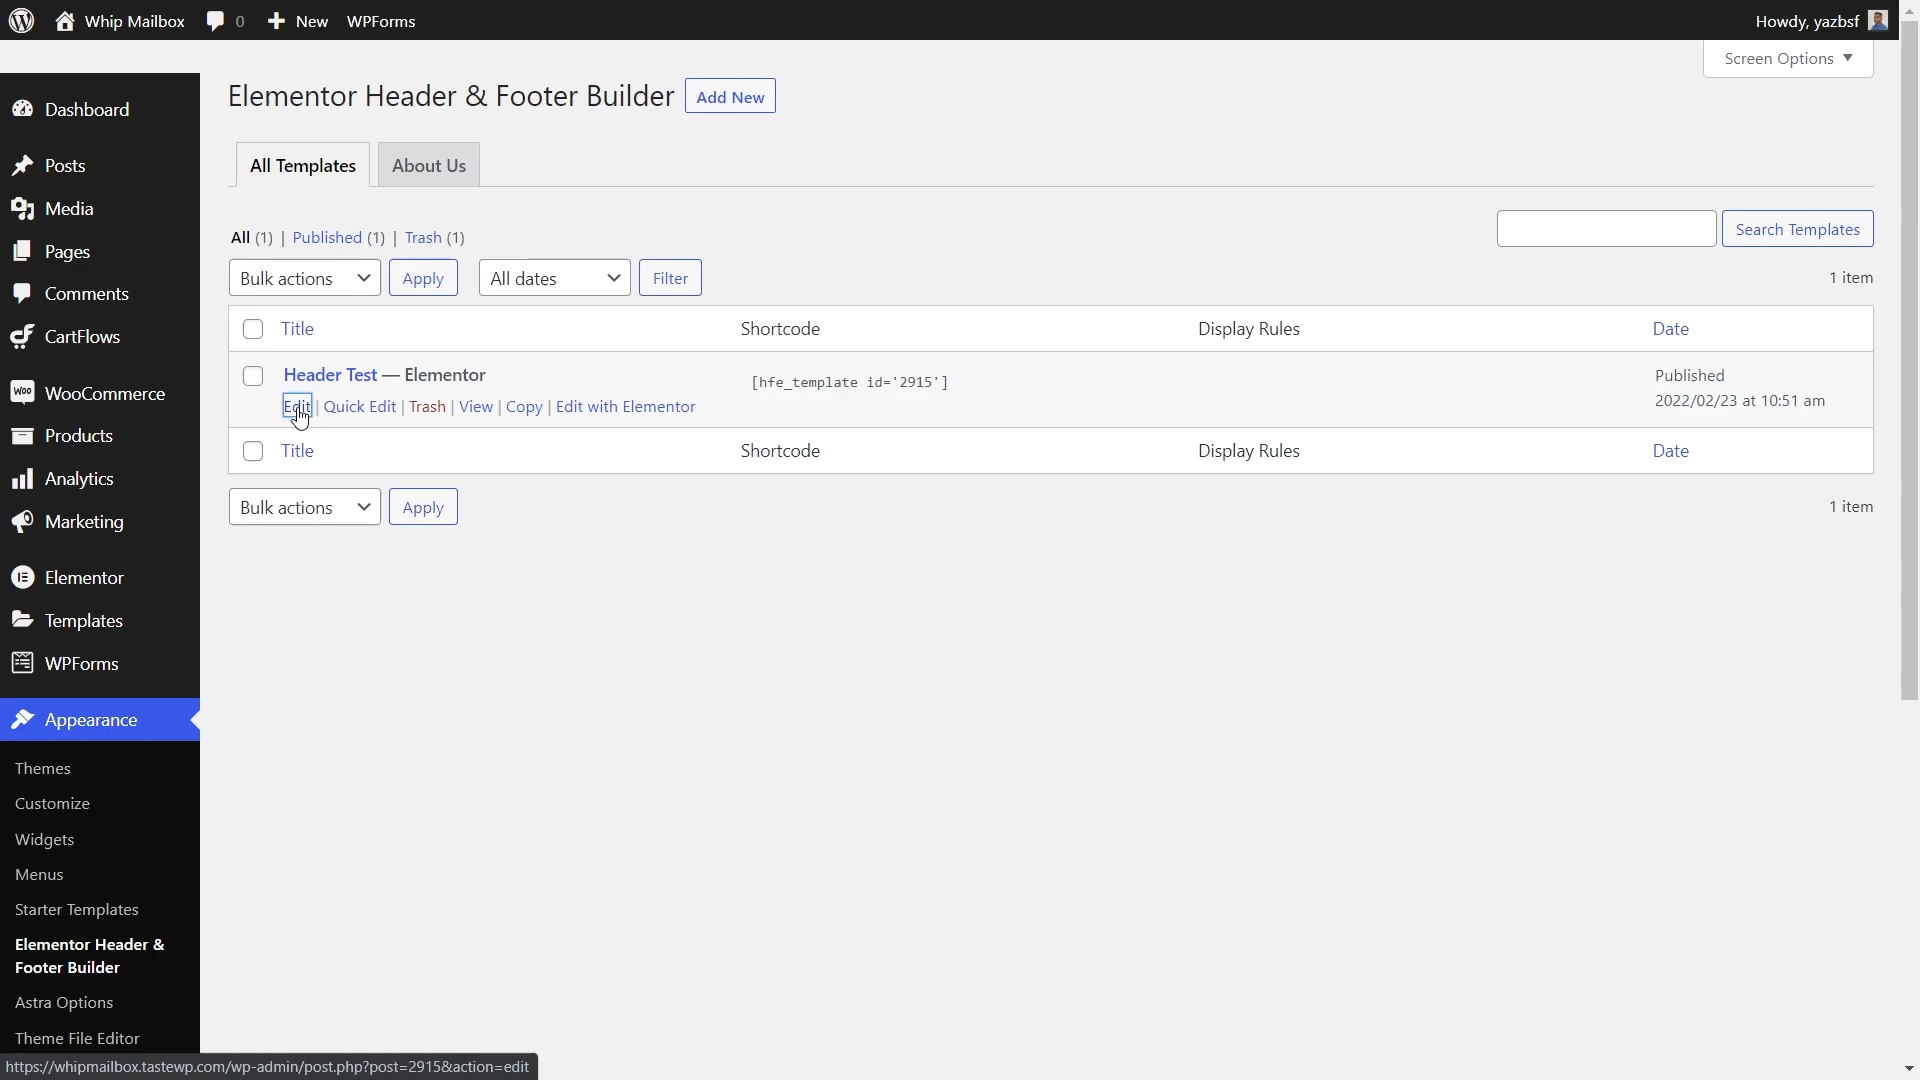 Whip Mailbox 0 New WPForms Howdy, yazbsf
Screen Options
Elementor Header & Footer Builder Add New
All Templates About Us
All (1) | Published (1) | Trash (1)
Search Templates
Bulk actions Apply All dates Filter 1 item
Title Shortcode Display Rules Date
Header Test — Elementor [hfe_template id='2915'] Published
Edit | Quick Edit | Trash | View | Copy | Edit with Elementor 2022/02/23 at 10:51 am
Title Shortcode Display Rules Date
Bulk actions Apply 1 item
Dashboard
Posts
Media
Pages
Comments
CartFlows
Woo WooCommerce
Products
Analytics
Marketing
Elementor
Templates
WPForms
Appearance
Themes
Customize
Widgets
Menus
Starter Templates
Elementor Header &
Footer Builder
Astra Options
Theme File Editor
https://whipmailbox.tastewp.com/wp-admin/post.php?post=2915&action=edit